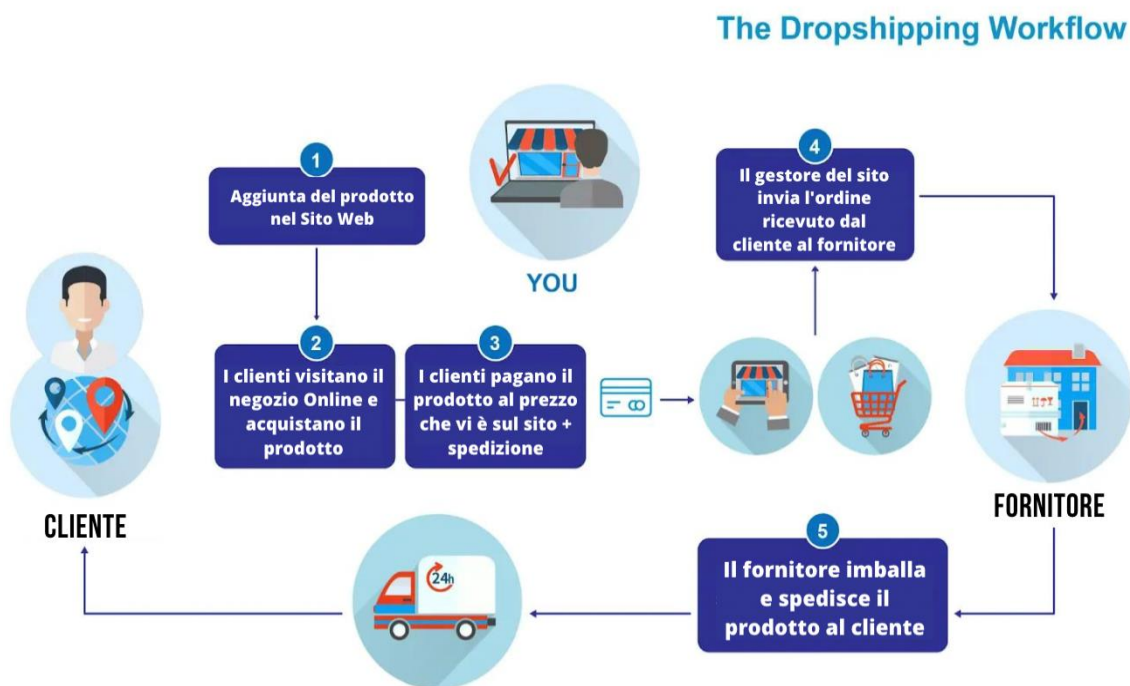 The Dropshipping Workflow
1
Aggiunta del prodotto
nel Sito Web
YOU
2
I clienti visitano il
negozio Online e
acquistano il
prodotto
3
I clienti pagano il
prodotto al prezzo
che vi è sul sito +
spedizione
4
Il gestore del sito
invia l'ordine
ricevuto dal
cliente al fornitore
CLIENTE
FORNITORE
24h
5
Il fornitore imballa
e spedisce il
prodotto al cliente